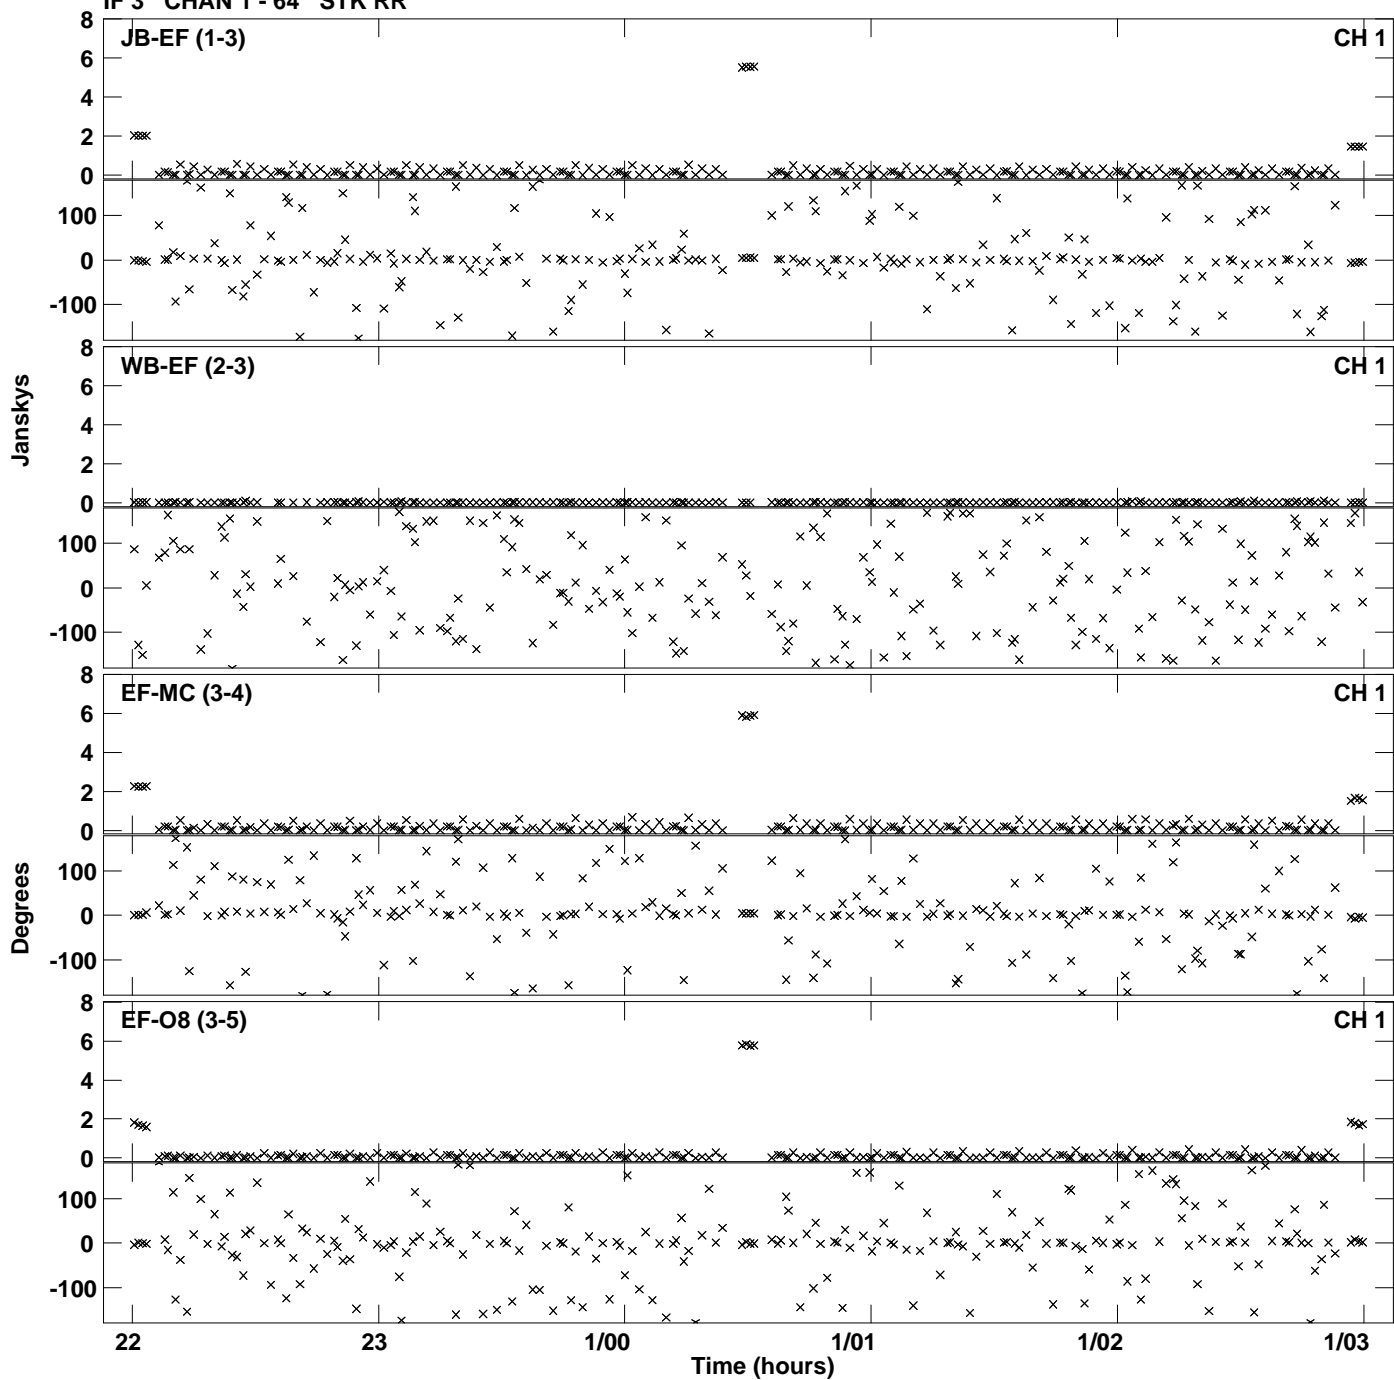 IF 3 CHAN 1 - 64 STK RR
JB-EF (1-3)
CH 1
8
6
4
2
0
100
0
-100
WB-EF (2-3)
CH 1
8
6
4
2
0
100
0
-100
Janskys
EF-MC (3-4)
CH 1
8
6
4
2
0
100
0
-100
Degrees
EF-O8 (3-5)
CH 1
8
6
4
2
0
100
0
-100
22 23 1/00 1/01 1/02 1/03
Time (hours)